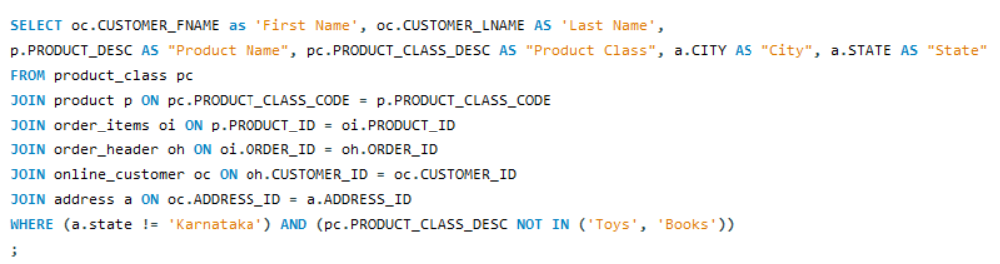 SELECT oc.CUSTOMER_FNAME as 'First Name', oc.CUSTOMER_LNAME AS 'Last Name',
p.PRODUCT_DESC AS "Product Name", pc.PRODUCT_CLASS_DESC AS "Product Class", a.CITY AS "City", a.STATE AS "State"
FROM product_class pc
JOIN product p ON pc.PRODUCT_CLASS_CODE = p.PRODUCT_CLASS_CODE
JOIN order_items oi ON p.PRODUCT_ID = oi.PRODUCT_ID
JOIN order_header oh ON oi.ORDER_ID = oh.ORDER_ID
JOIN online_customer oc ON oh.CUSTOMER_ID = oc.CUSTOMER_ID
JOIN address a ON oc.ADDRESS_ID = a.ADDRESS_ID
WHERE (a.state != 'Karnataka') AND (pc.PRODUCT_CLASS_DESC NOT IN ('Toys', 'Books'))
;